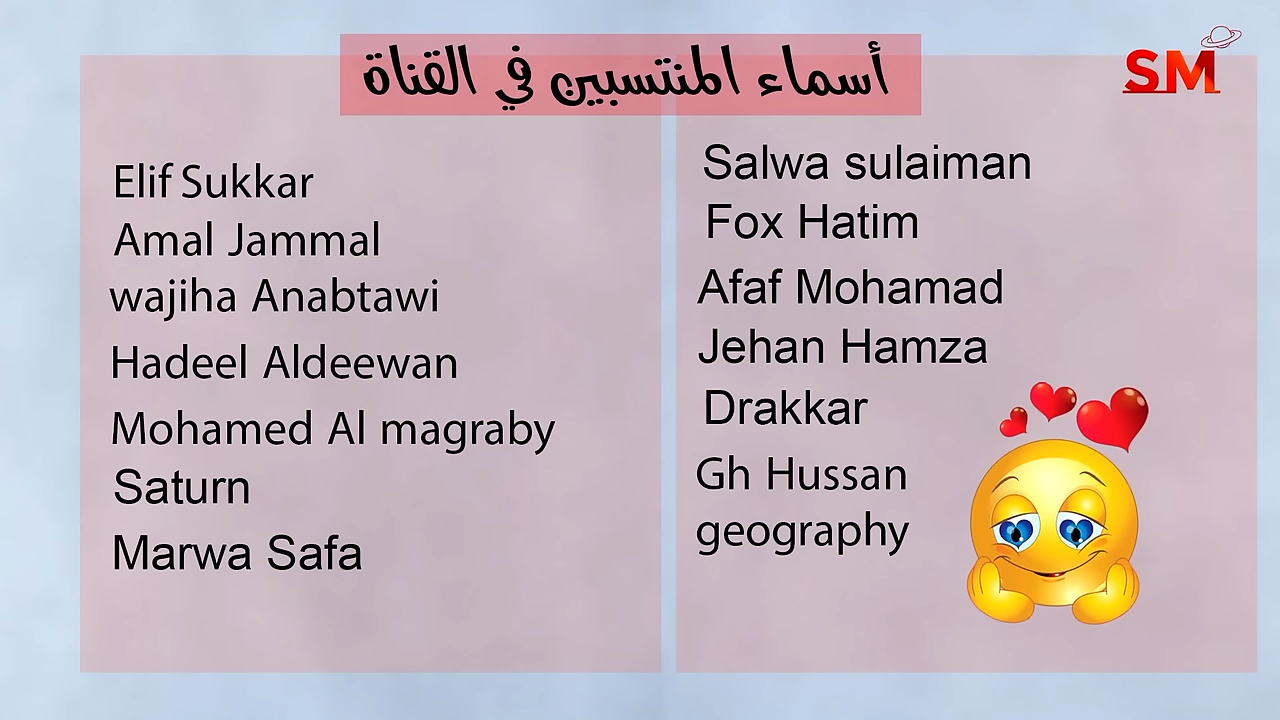 أسماء المنتسبين في القناة
SM
Elif Sukkar
Amal Jammal
wajiha Anabtawi
Hadeel Aldeewan
Mohamed Al magraby
Saturn
Marwa Safa
Salwa sulaiman
Fox Hatim
Afaf Mohamad
Jehan Hamza
Drakkar
Gh Hussan
geography